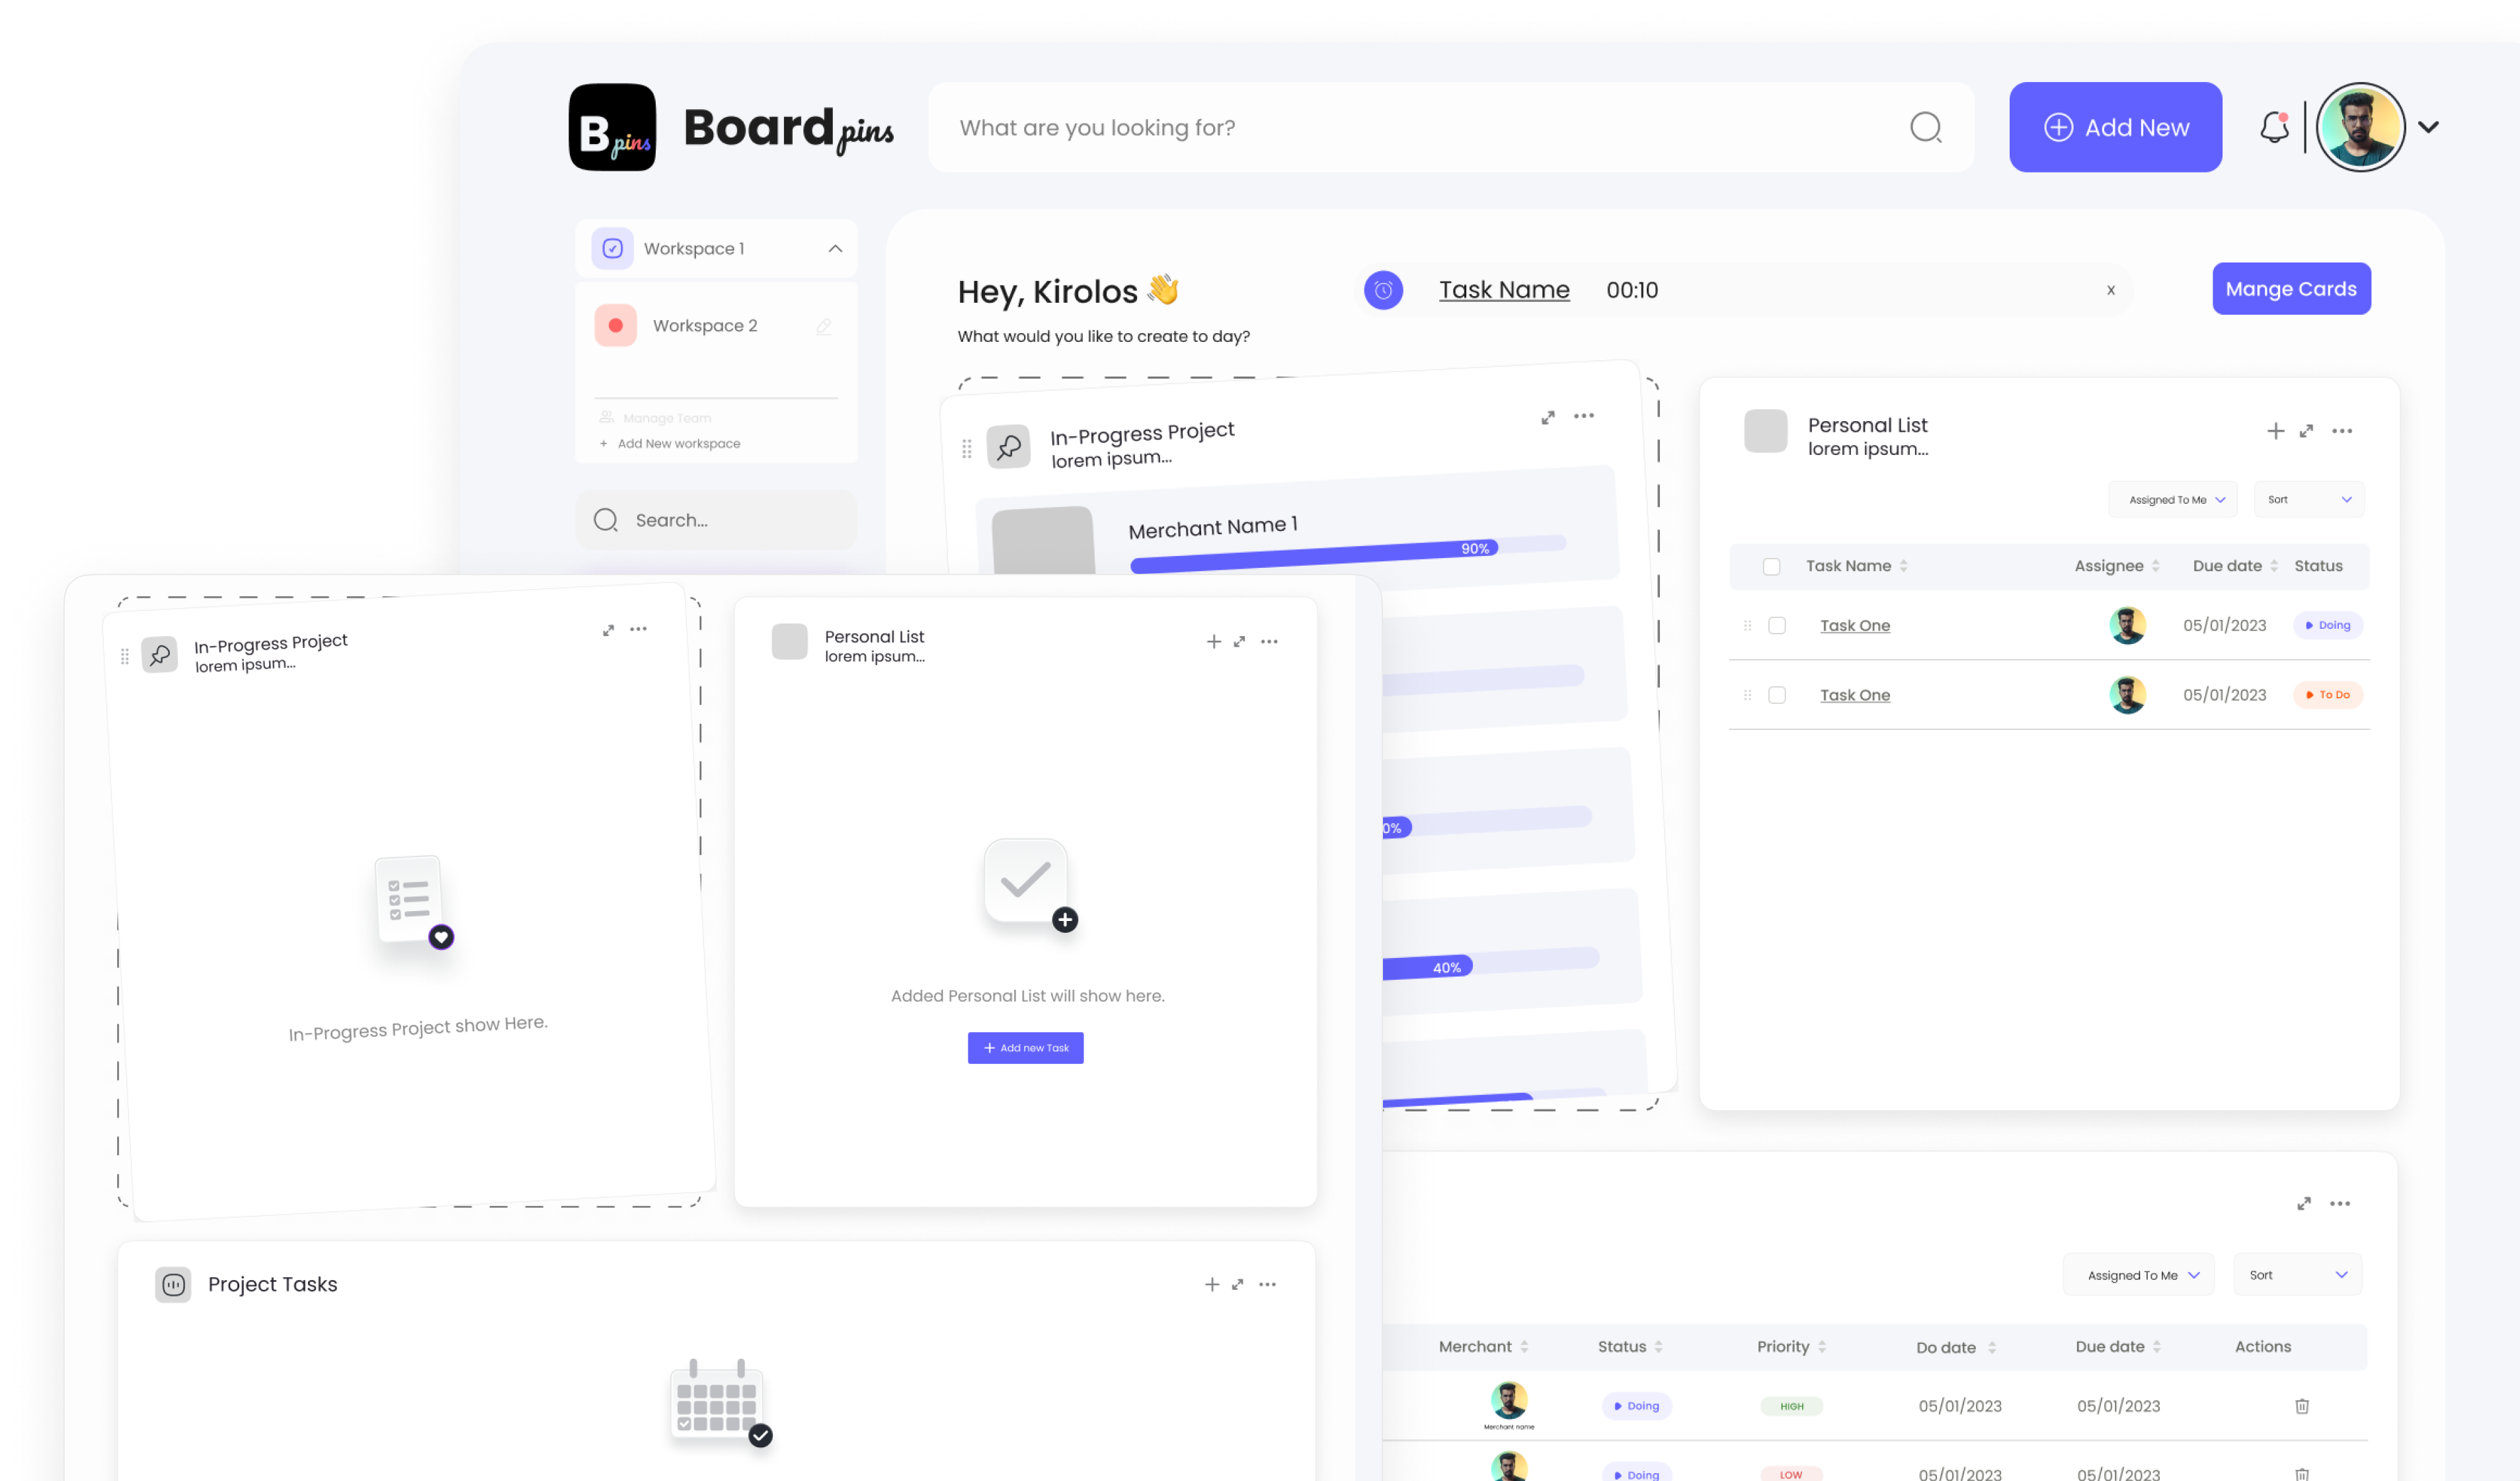 B pins
Board pins
What are you looking for?
Add New
Workspace 1
Workspace 2
Manage Team
+ Add New workspace
Search...
Hey, Kirolos 👋
What would you like to create to day?
Task Name 00:10 x
Mange Cards
In-Progress Project
lorem ipsum...
Merchant Name 1
90%
0%
40%
Personal List
lorem ipsum...
Assigned To Me Sort
Task Name Assignee Due date Status
Task One 05/01/2023 Doing
Task One 05/01/2023 To Do
In-Progress Project
lorem ipsum...
In-Progress Project show Here.
Personal List
lorem ipsum...
Added Personal List will show here.
+ Add new Task
Project Tasks
Assigned To Me Sort
Merchant Status Priority Do date Due date Actions
Doing HIGH 05/01/2023 05/01/2023
Merchant name
Doing LOW 05/01/2023 05/01/2023